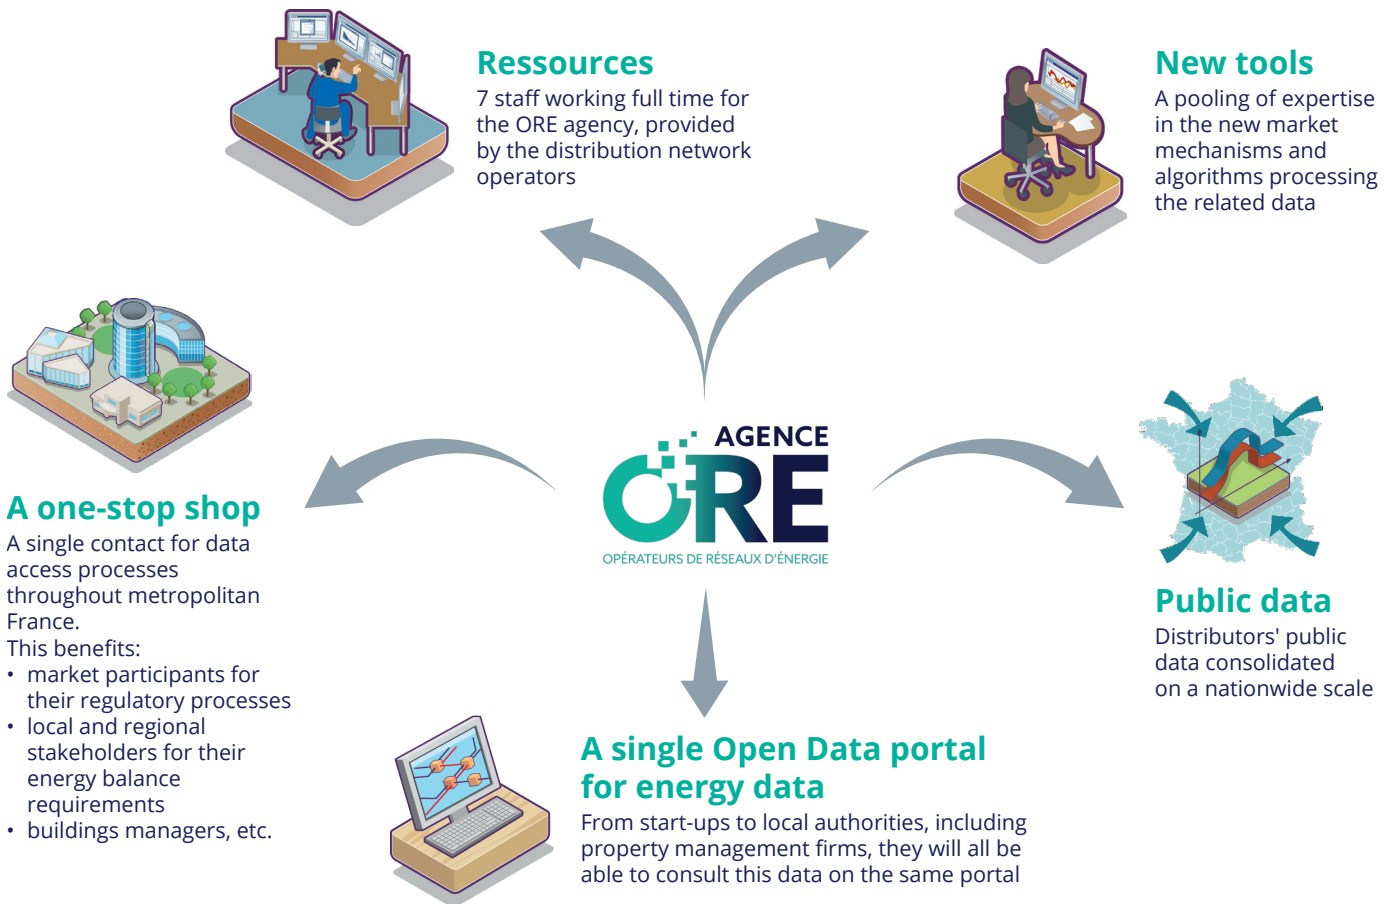 Ressources
7 staff working full time for
the ORE agency, provided
by the distribution network
operators
New tools
A pooling of expertise
in the new market
mechanisms and
algorithms processing
the related data
A one-stop shop
A single contact for data
access processes
throughout metropolitan
France.
This benefits:
• market participants for
their regulatory processes
• local and regional
stakeholders for their
energy balance
requirements
• buildings managers, etc.
AGENCE
ORE
OPÉRATEURS DE RÉSEAUX D'ÉNERGIE
Public data
Distributors' public
data consolidated
on a nationwide scale
A single Open Data portal
for energy data
From start-ups to local authorities, including
property management firms, they will all be
able to consult this data on the same portal